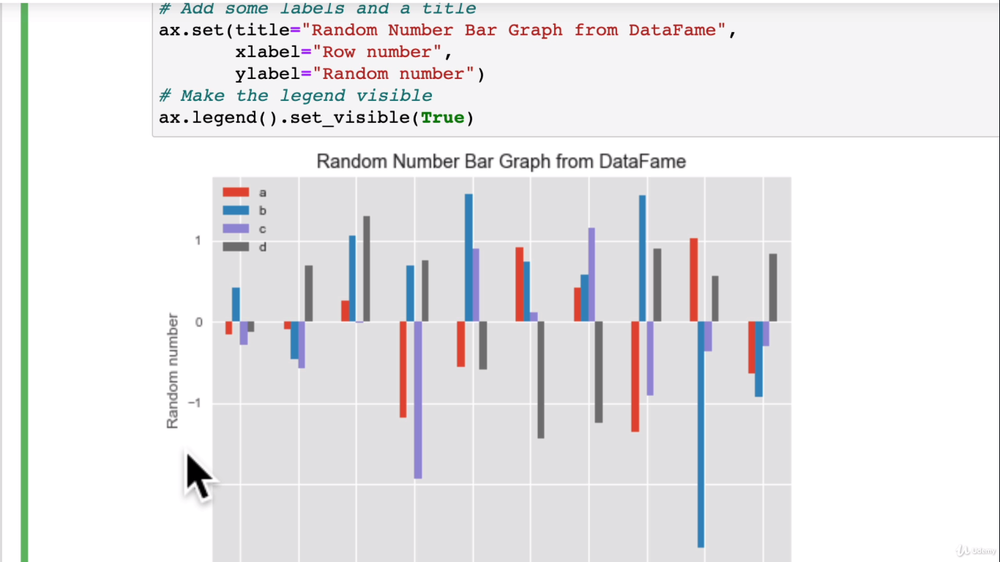 # Add some labels and a title
ax.set(title="Random Number Bar Graph from DataFame",
       xlabel="Row number",
       ylabel="Random number")
# Make the legend visible
ax.legend().set_visible(True)
Random Number Bar Graph from DataFame
a
b
c
d
1
0
−1
Random number
Udemy